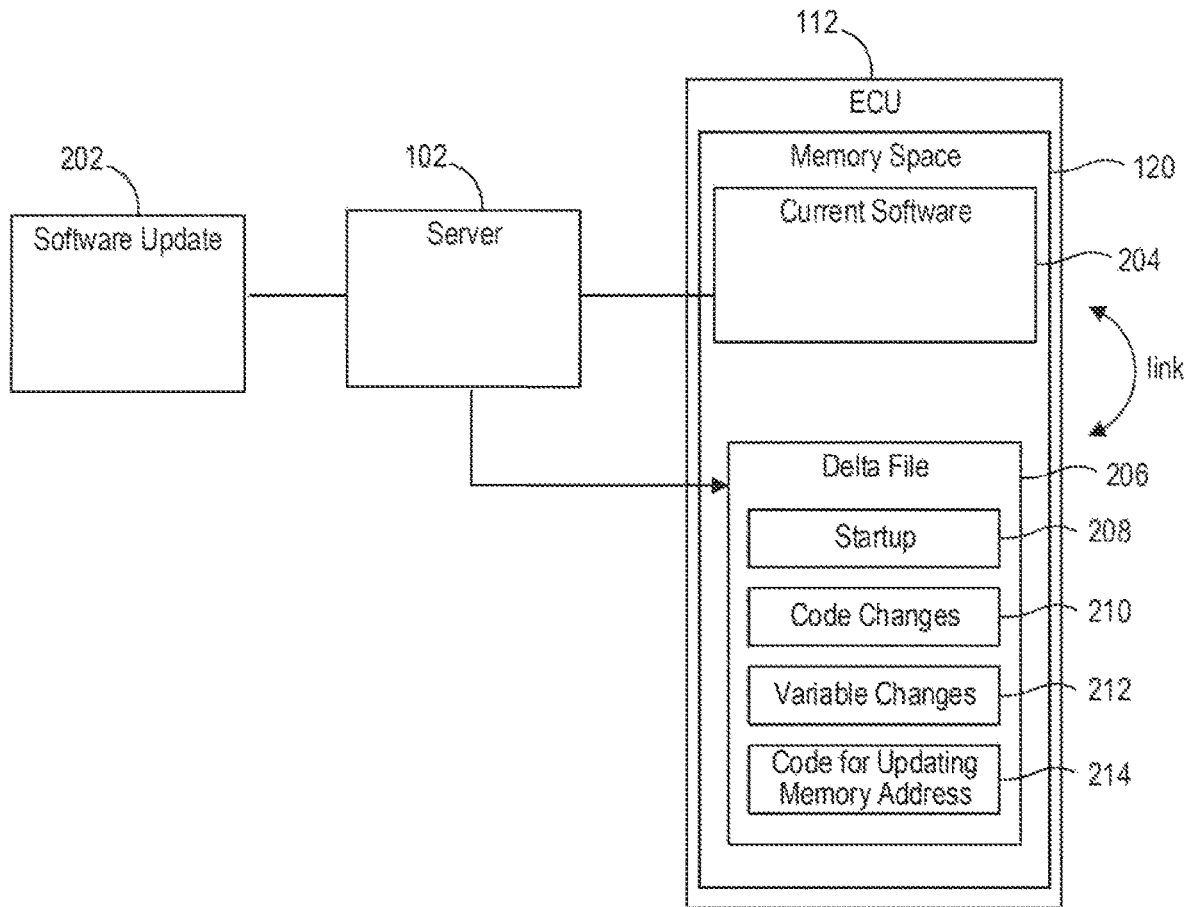 112
ECU
202
102
Memory Space
120
Software Update
Server
Current Software
204
link
Delta File
206
Startup
208
Code Changes
210
Variable Changes
212
Code for Updating
Memory Address
214